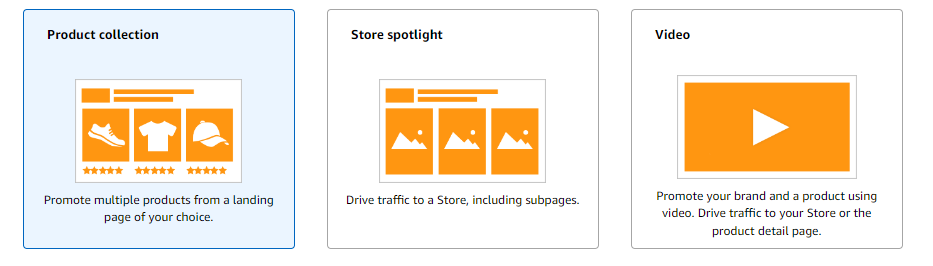 Product collection
Promote multiple products from a landing
page of your choice.
Store spotlight
Drive traffic to a Store, including subpages.
Video
Promote your brand and a product using
video. Drive traffic to your Store or the
product detail page.